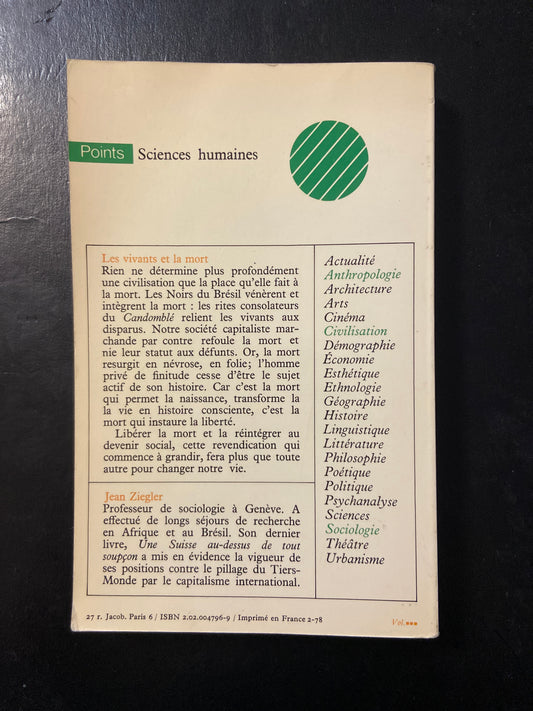 Points Sciences humaines
Les vivants et la mort
Rien ne détermine plus profondément
une civilisation que la place qu'elle fait à
la mort. Les Noirs du Brésil vénèrent et
intègrent la mort : les rites consolateurs
du Candomblé relient les vivants aux
disparus. Notre société capitaliste mar-
chande par contre refoule la mort et
nie leur statut aux défunts. Or, la mort
resurgit en névrose, en folie; l'homme
privé de finitude cesse d'être le sujet
actif de son histoire. Car c'est la mort
qui permet la naissance, transforme la
la vie en histoire consciente, c'est la
mort qui instaure la liberté.
Libérer la mort et la réintégrer au
devenir social, cette revendication qui
commence à grandir, fera plus que toute
autre pour changer notre vie.
Jean Ziegler
Professeur de sociologie à Genève. A
effectué de longs séjours de recherche
en Afrique et au Brésil. Son dernier
livre, Une Suisse au-dessus de tout
soupçon a mis en évidence la vigueur de
ses positions contre le pillage du Tiers-
Monde par le capitalisme international.
Actualité
Anthropologie
Architecture
Arts
Cinéma
Civilisation
Démographie
Économie
Esthétique
Ethnologie
Géographie
Histoire
Linguistique
Littérature
Philosophie
Poétique
Politique
Psychanalyse
Sciences
Sociologie
Théâtre
Urbanisme
27 r. Jacob. Paris 6 / ISBN 2.02.004796-9 / Imprimé en France 2-78
Vol.▪▪▪